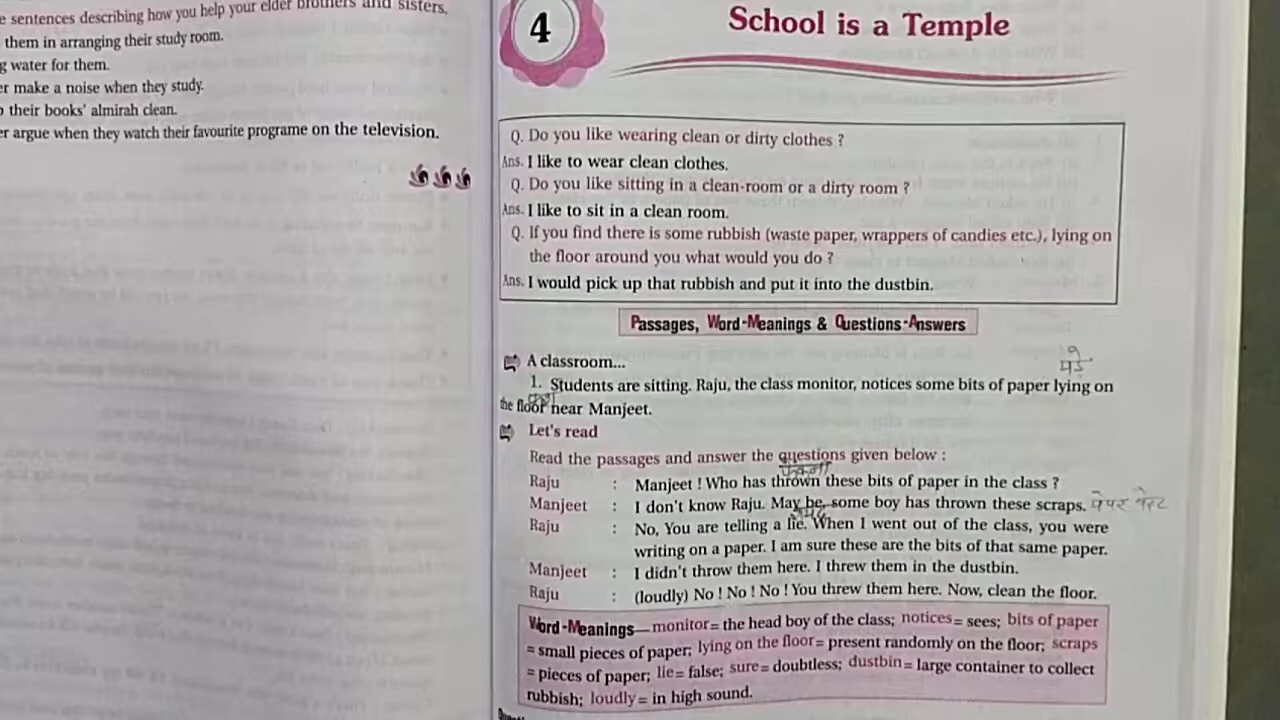 e sentences describing how you help your elder brothers and sisters.
them in arranging their study room.
g water for them.
er make a noise when they study.
their books' almirah clean.
er argue when they watch their favourite programe on the television.
4
School is a Temple
Q. Do you like wearing clean or dirty clothes ?
Ans. I like to wear clean clothes.
Q. Do you like sitting in a clean-room or a dirty room ?
Ans. I like to sit in a clean room.
Q. If you find there is some rubbish (waste paper, wrappers of candies etc.), lying on
the floor around you what would you do ?
Ans. I would pick up that rubbish and put it into the dustbin.
Passages, Word-Meanings & Questions-Answers
A classroom...
1. Students are sitting. Raju, the class monitor, notices some bits of paper lying on
the floor near Manjeet.
Let's read
Read the passages and answer the questions given below :
फेंकना
Raju : Manjeet ! Who has thrown these bits of paper in the class ?
Manjeet : I don't know Raju. May be, some boy has thrown these scraps. पेपर वेस्ट
Raju : No, You are telling a lie. When I went out of the class, you were
writing on a paper. I am sure these are the bits of that same paper.
Manjeet : I didn't throw them here. I threw them in the dustbin.
Raju : (loudly) No ! No ! No ! You threw them here. Now, clean the floor.
Word-Meanings—monitor= the head boy of the class; notices= sees; bits of paper
= small pieces of paper; lying on the floor= present randomly on the floor; scraps
= pieces of paper; lie= false; sure= doubtless; dustbin= large container to collect
rubbish; loudly= in high sound.